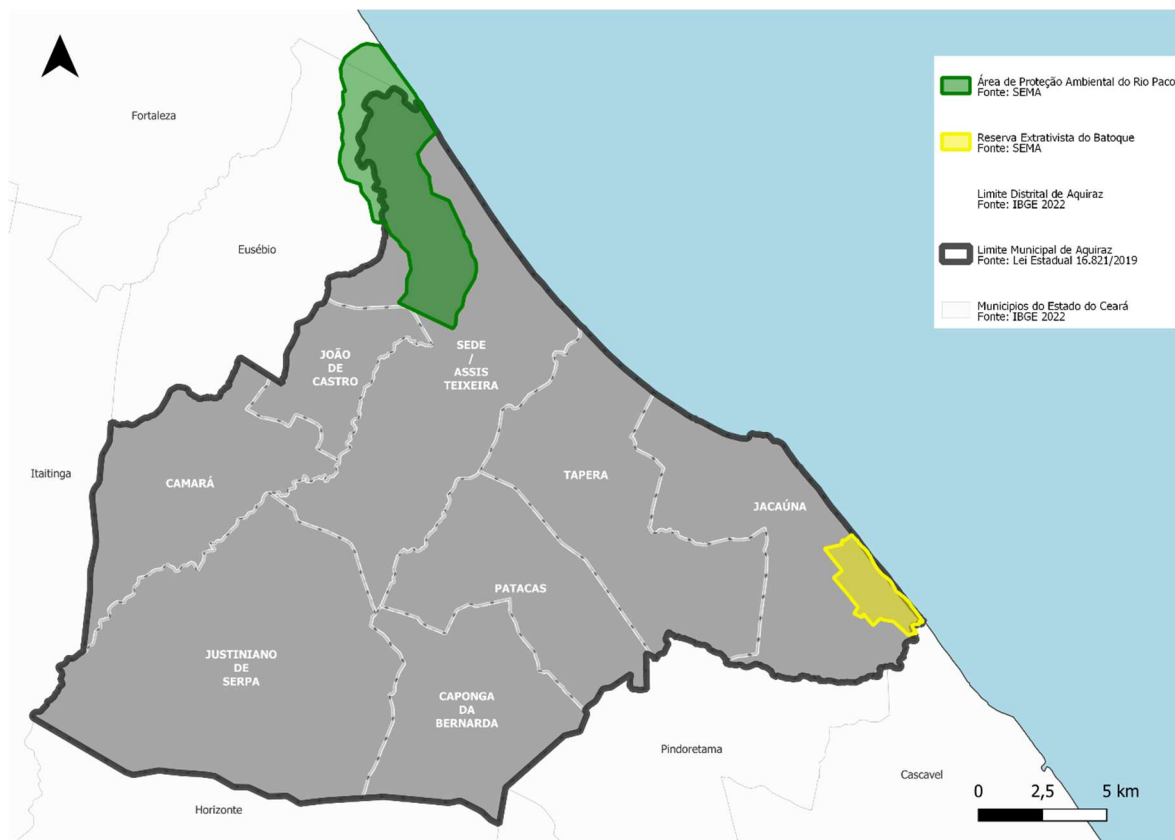 Fortaleza
Eusébio
Itaitinga
JOÃO
DE
CASTRO
SEDE
/
ASSIS
TEIXEIRA
CAMARÁ
TAPERA
JACAÚNA
PATACAS
JUSTINIANO
DE
SERPA
CAPONGA
DA
BERNARDA
Pindoretama
Cascavel
Horizonte
Área de Proteção Ambiental do Rio Paco
Fonte: SEMA
Reserva Extrativista do Batoque
Fonte: SEMA
Limite Distrital de Aquiraz
Fonte: IBGE 2022
Limite Municipal de Aquiraz
Fonte: Lei Estadual 16.821/2019
Municipios do Estado do Ceará
Fonte: IBGE 2022
0 2,5 5 km